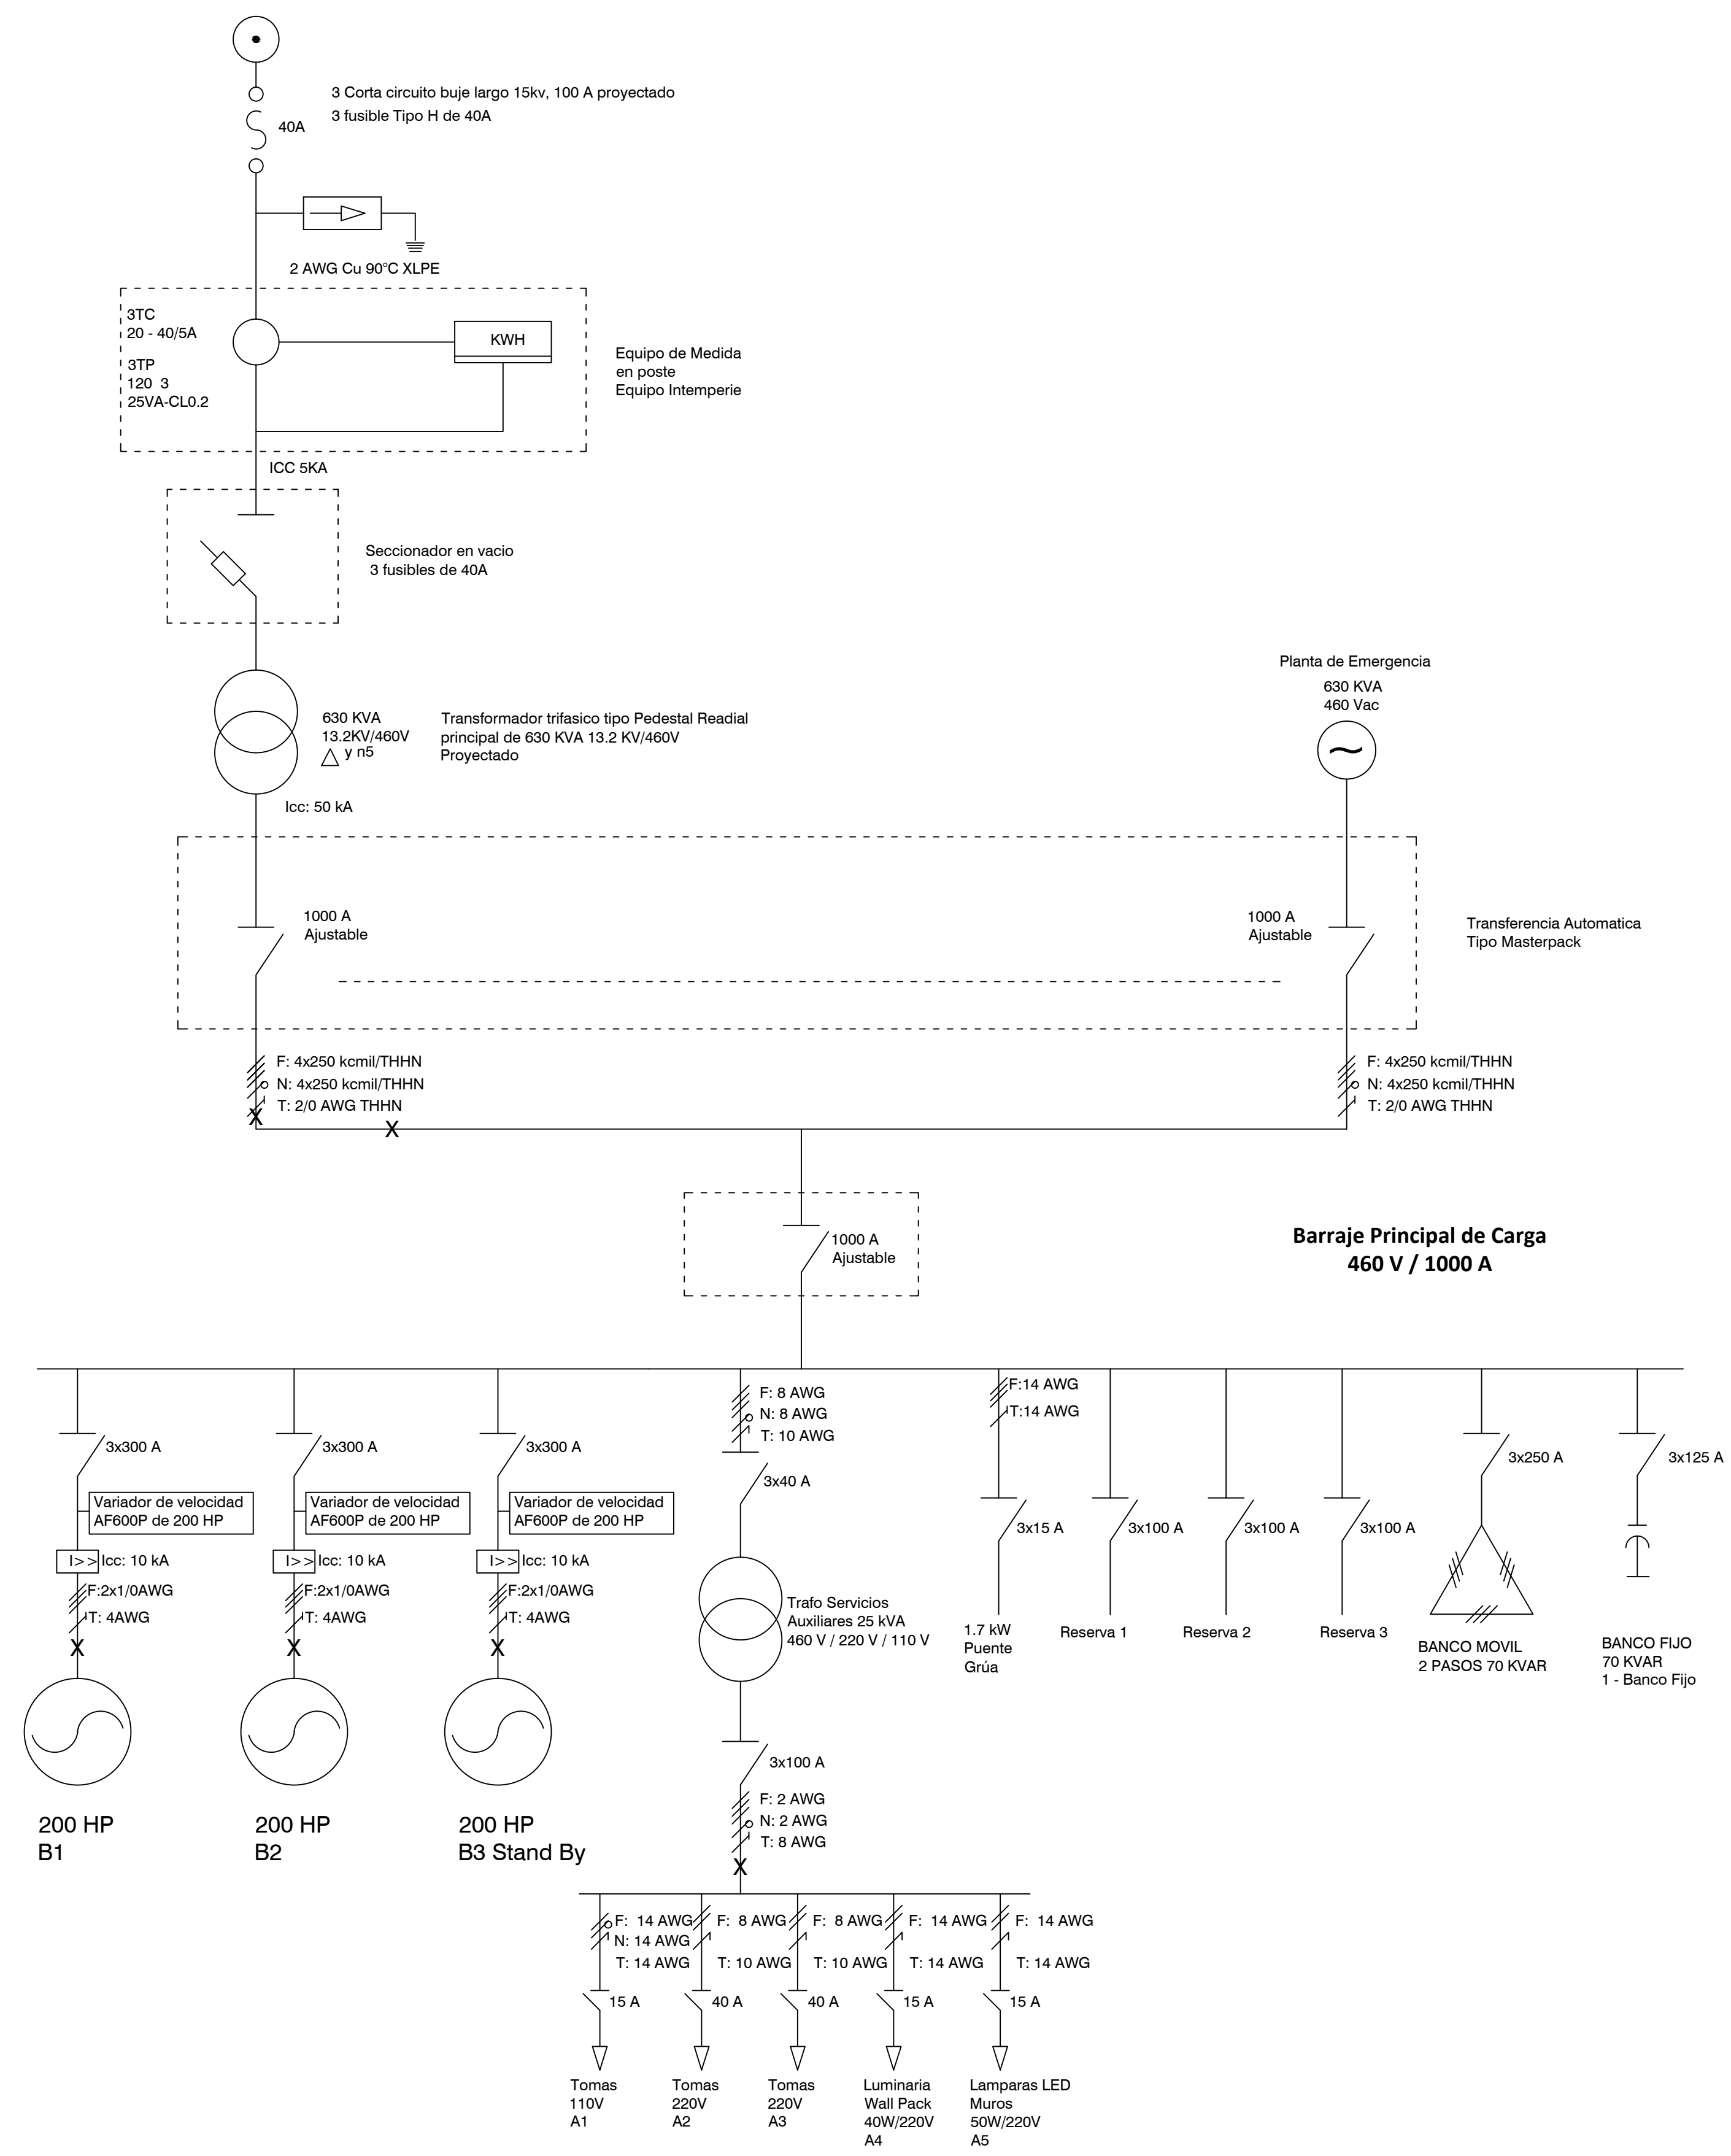 3 Corta circuito buje largo 15kv, 100 A proyectado
3 fusible Tipo H de 40A
40A
2 AWG Cu 90°C XLPE
3TC
20 - 40/5A
3TP
120 3
25VA-CL0.2
KWH
Equipo de Medida
en poste
Equipo Intemperie
ICC 5KA
Seccionador en vacio
3 fusibles de 40A
630 KVA
13.2KV/460V
y n5
Transformador trifasico tipo Pedestal Readial
principal de 630 KVA 13.2 KV/460V
Proyectado
Icc: 50 kA
Planta de Emergencia
630 KVA
460 Vac
1000 A
Ajustable
1000 A
Ajustable
Transferencia Automatica
Tipo Masterpack
F: 4x250 kcmil/THHN
N: 4x250 kcmil/THHN
T: 2/0 AWG THHN
X
X
F: 4x250 kcmil/THHN
N: 4x250 kcmil/THHN
T: 2/0 AWG THHN
1000 A
Ajustable
Barraje Principal de Carga
460 V / 1000 A
3x300 A
Variador de velocidad
AF600P de 200 HP
I>>
Icc: 10 kA
F:2x1/0AWG
T: 4AWG
X
200 HP
B1
3x300 A
Variador de velocidad
AF600P de 200 HP
I>>
Icc: 10 kA
F:2x1/0AWG
T: 4AWG
X
200 HP
B2
3x300 A
Variador de velocidad
AF600P de 200 HP
I>>
Icc: 10 kA
F:2x1/0AWG
T: 4AWG
X
200 HP
B3 Stand By
F: 8 AWG
N: 8 AWG
T: 10 AWG
3x40 A
Trafo Servicios
Auxiliares 25 kVA
460 V / 220 V / 110 V
3x100 A
F: 2 AWG
N: 2 AWG
T: 8 AWG
X
F:14 AWG
T:14 AWG
3x15 A
1.7 kW
Puente
Grúa
3x100 A
Reserva 1
3x100 A
Reserva 2
3x100 A
Reserva 3
3x250 A
BANCO MOVIL
2 PASOS 70 KVAR
3x125 A
BANCO FIJO
70 KVAR
1 - Banco Fijo
F: 14 AWG
N: 14 AWG
T: 14 AWG
15 A
Tomas
110V
A1
F: 8 AWG
T: 10 AWG
40 A
Tomas
220V
A2
F: 8 AWG
T: 10 AWG
40 A
Tomas
220V
A3
F: 14 AWG
T: 14 AWG
15 A
Luminaria
Wall Pack
40W/220V
A4
F: 14 AWG
T: 14 AWG
15 A
Lamparas LED
Muros
50W/220V
A5